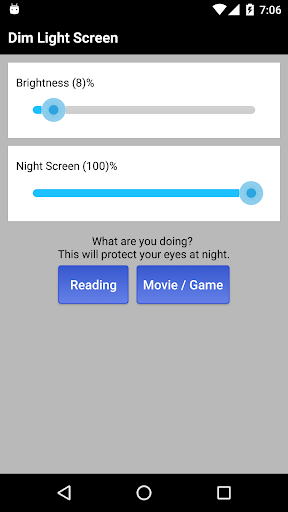 7:06
Dim Light Screen
Brightness (8)%
Night Screen (100)%
What are you doing?
This will protect your eyes at night.
Reading
Movie / Game